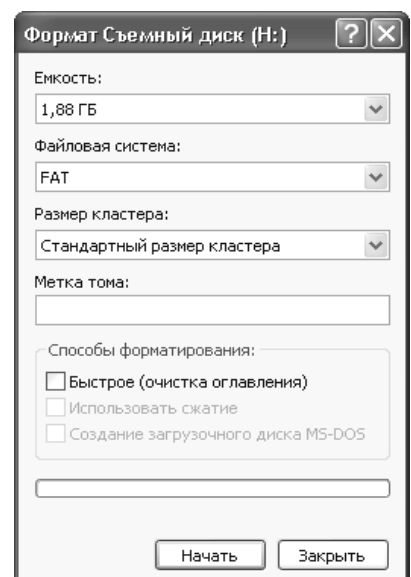 Формат Съемный диск (H:)
Емкость:
1,88 ГБ
Файловая система:
FAT
Размер кластера:
Стандартный размер кластера
Метка тома:
Способы форматирования:
Быстрое (очистка оглавления)
Использовать сжатие
Создание загрузочного диска MS-DOS
Начать Закрыть